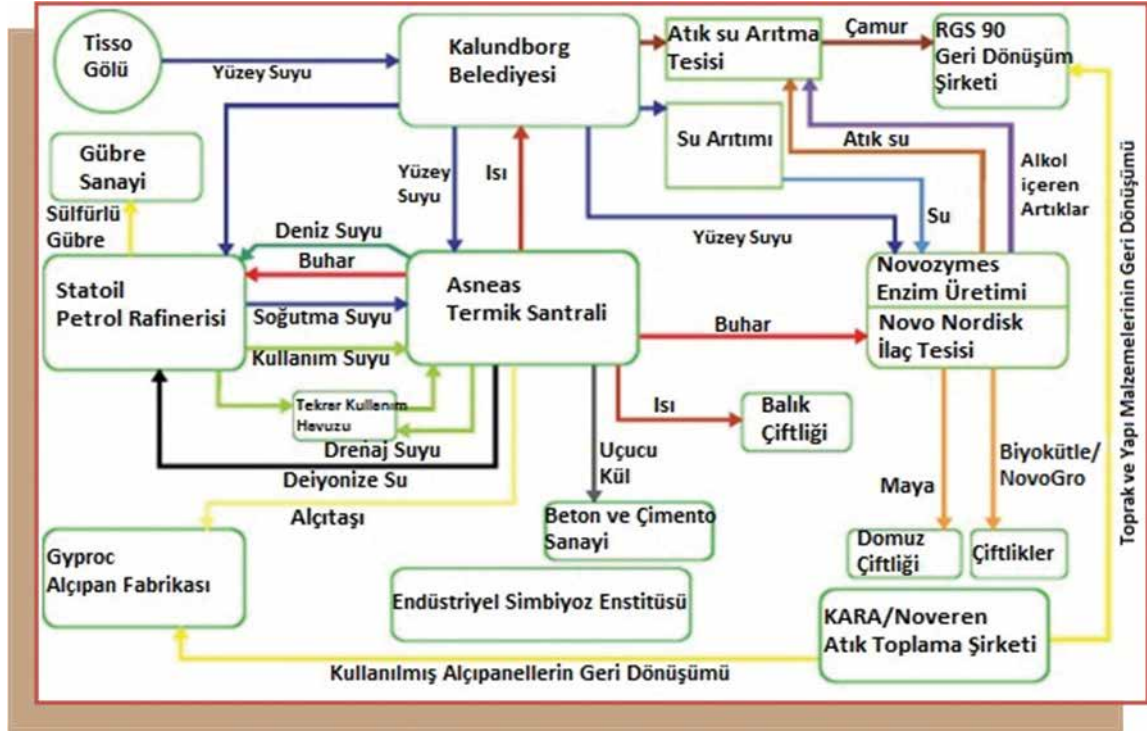 Tisso
Gölü
Yüzey Suyu
Kalundborg
Belediyesi
Atık su Arıtma
Tesisi
Çamur
RGS 90
Geri Dönüşüm
Şirketi
Gübre
Sanayi
Sülfürlü
Gübre
Yüzey
Suyu
Isı
Su Arıtımı
Atık su
Alkol
içeren
Artıklar
Su
Yüzey Suyu
Deniz Suyu
Buhar
Statoil
Petrol Rafinerisi
Soğutma Suyu
Kullanım Suyu
Asneas
Termik Santrali
Buhar
Novozymes
Enzim Üretimi
Novo Nordisk
İlaç Tesisi
Toprak ve Yapı Malzemelerinin Geri Dönüşümü
Tekrar Kullanım
Havuzu
Drenaj Suyu
Deiyonize Su
Alçıtaşı
Uçucu
Kül
Isı
Balık
Çiftliği
Maya
Biyokütle/
NovoGro
Beton ve Çimento
Sanayi
Domuz
Çiftliği
Çiftlikler
Gyproc
Alçıpan Fabrikası
Endüstriyel Simbiyoz Enstitüsü
KARA/Noveren
Atık Toplama Şirketi
Kullanılmış Alçıpanellerin Geri Dönüşümü